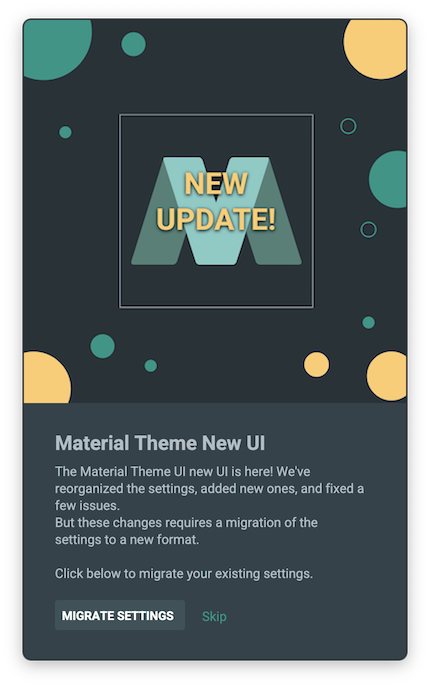 NEW
UPDATE!
Material Theme New UI
The Material Theme UI new UI is here! We've
reorganized the settings, added new ones, and fixed a
few issues.
But these changes requires a migration of the
settings to a new format.
Click below to migrate your existing settings.
MIGRATE SETTINGS Skip